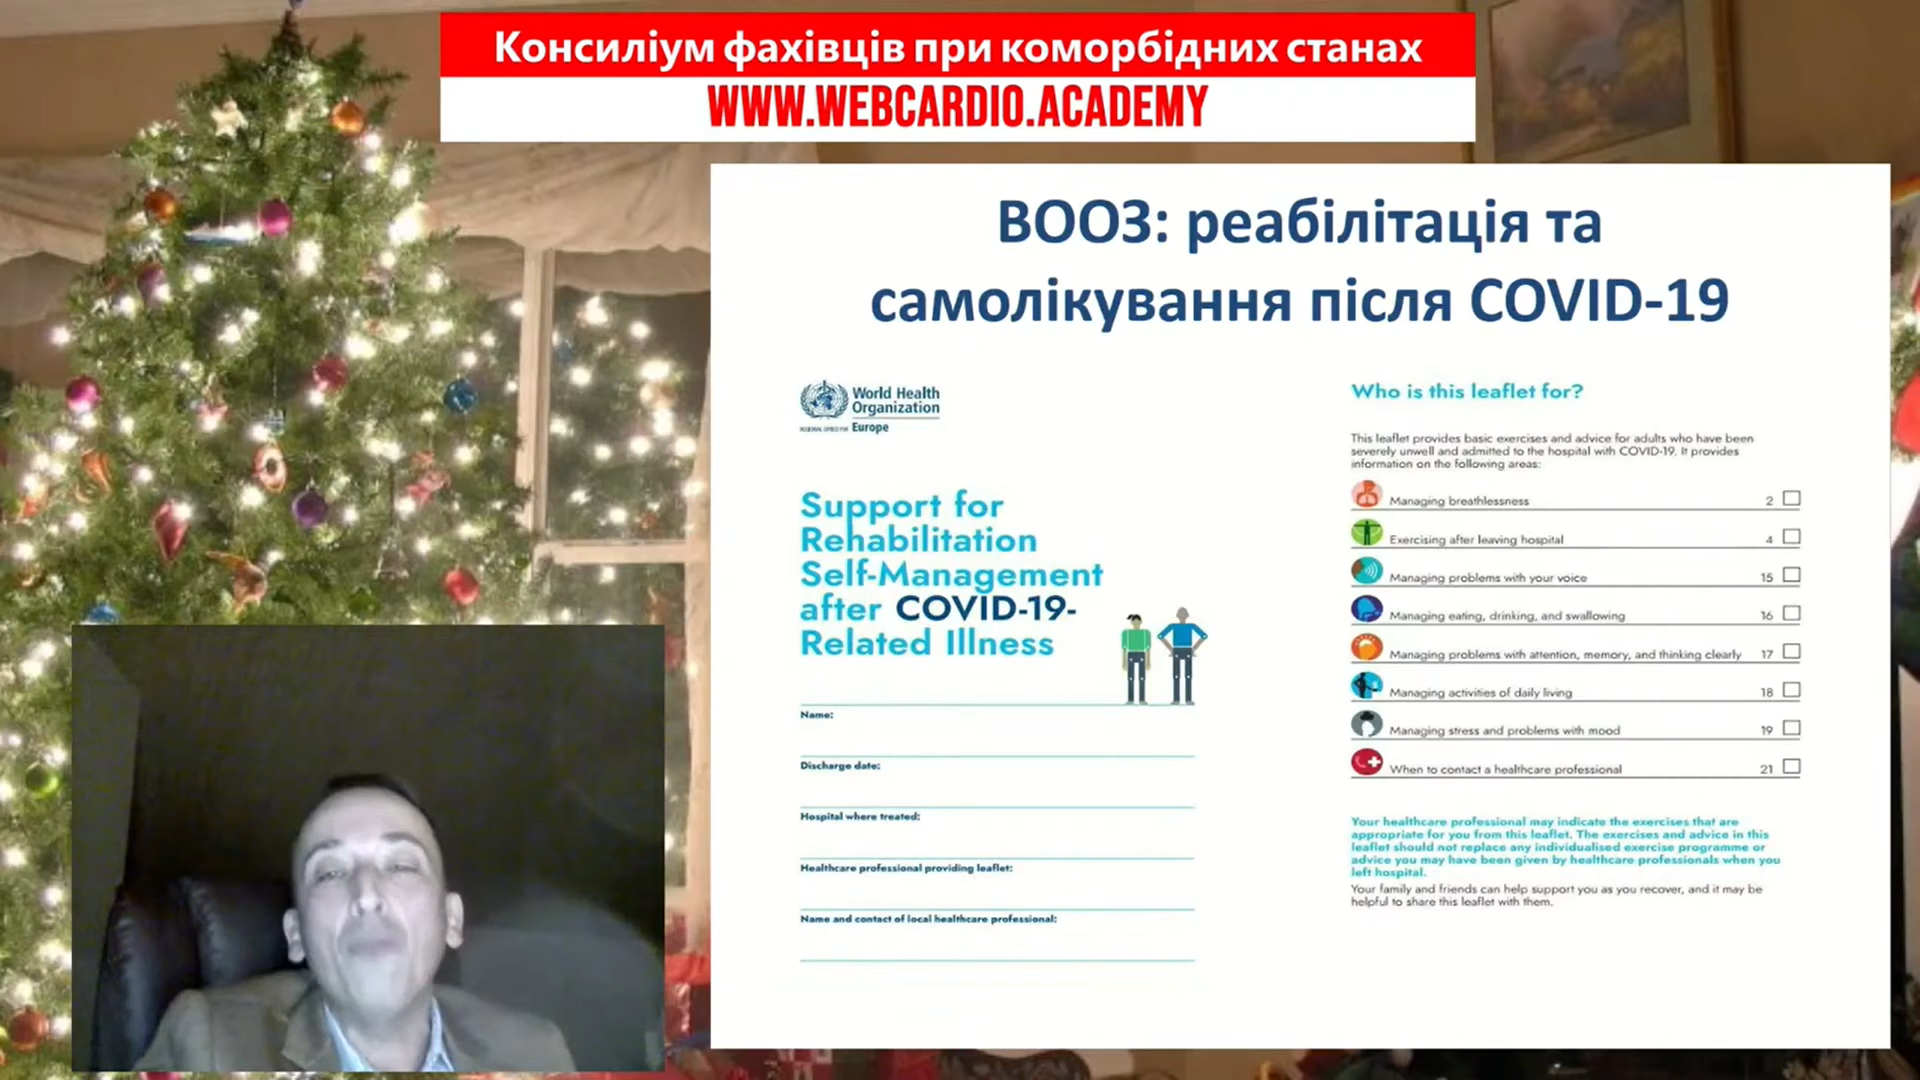 Консиліум фахівців при коморбідних станах
WWW.WEBCARDIO.ACADEMY
ВООЗ: реабілітація та
самолікування після COVID-19
World Health
Organization
REGIONAL OFFICE FOR Europe
Support for
Rehabilitation
Self-Management
after COVID-19-
Related Illness
Name:
Discharge date:
Hospital where treated:
Healthcare professional providing leaflet:
Name and contact of local healthcare professional:
Who is this leaflet for?
This leaflet provides basic exercises and advice for adults who have been
severely unwell and admitted to the hospital with COVID-19. It provides
information on the following areas:
Managing breathlessness 2
Exercising after leaving hospital 4
Managing problems with your voice 15
Managing eating, drinking, and swallowing 16
Managing problems with attention, memory, and thinking clearly 17
Managing activities of daily living 18
Managing stress and problems with mood 19
When to contact a healthcare professional 21
Your healthcare professional may indicate the exercises that are
appropriate for you from this leaflet. The exercises and advice in this
leaflet should not replace any individualised exercise programme or
advice you may have been given by healthcare professionals when you
left hospital.
Your family and friends can help support you as you recover, and it may be
helpful to share this leaflet with them.